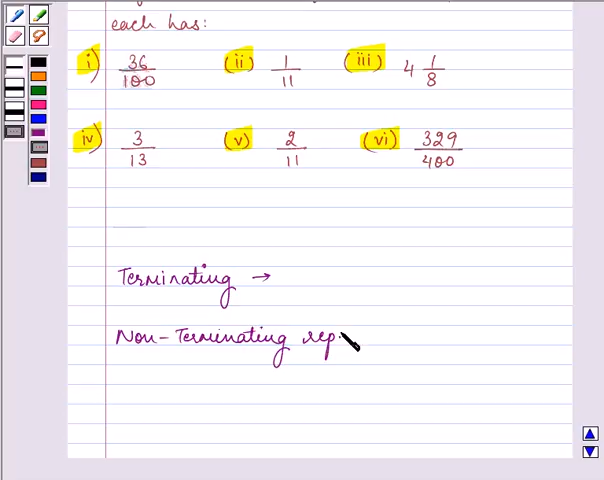 each has:
i) 36/100 (ii) 1/11 (iii) 4 1/8
iv) 3/13 (v) 2/11 (vi) 329/400
Terminating →
Non-Terminating rep